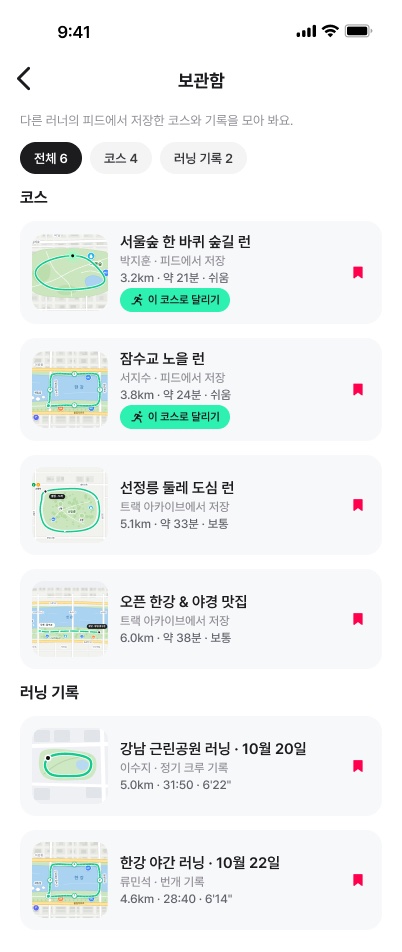 9:41
보관함
다른 러너의 피드에서 저장한 코스와 기록을 모아 봐요.
전체 6
코스 4
러닝 기록 2
코스
서울숲 한 바퀴 숲길 런
박지훈 · 피드에서 저장
3.2km · 약 21분 · 쉬움
이 코스로 달리기
잠수교 노을 런
서지수 · 피드에서 저장
3.8km · 약 24분 · 쉬움
이 코스로 달리기
선정릉 둘레 도심 런
트랙 아카이브에서 저장
5.1km · 약 33분 · 보통
오픈 한강 & 야경 맛집
트랙 아카이브에서 저장
6.0km · 약 38분 · 보통
러닝 기록
강남 근린공원 러닝 · 10월 20일
이수지 · 정기 크루 기록
5.0km · 31:50 · 6'22"
한강 야간 러닝 · 10월 22일
류민석 · 번개 기록
4.6km · 28:40 · 6'14"